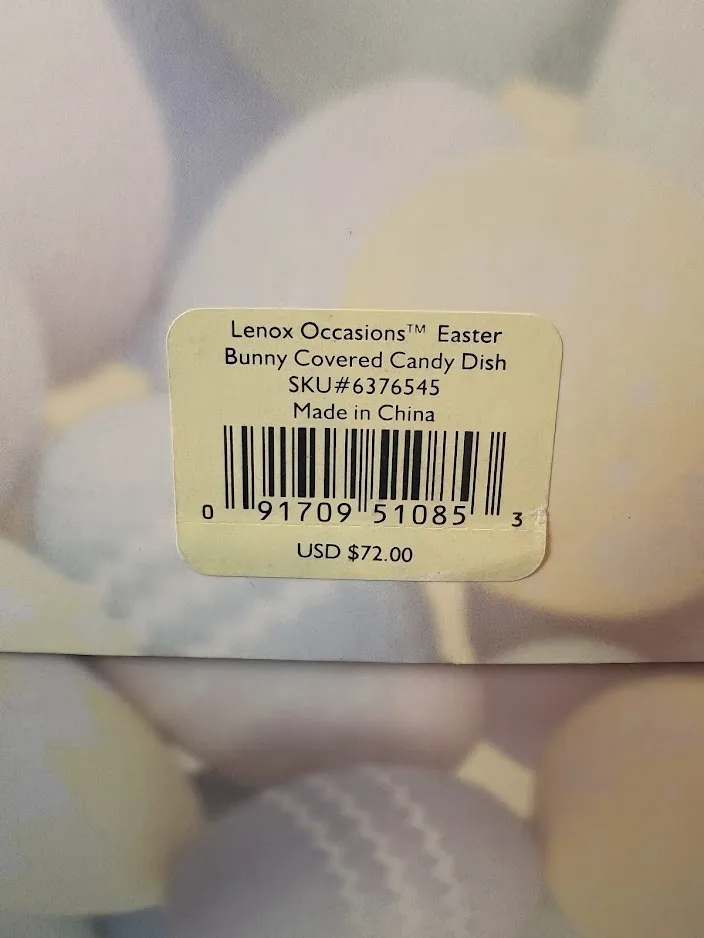 Lenox Occasions™ Easter
Bunny Covered Candy Dish
SKU#6376545
Made in China
0 91709 51085 3
USD $72.00